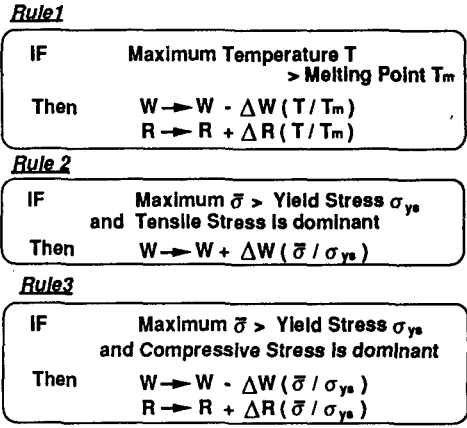 Rule1
IF Maximum Temperature T
> Melting Point Tm
Then W → W - ΔW ( T / Tm )
R → R + ΔR ( T / Tm )
Rule 2
IF Maximum σ̄ > Yield Stress σys
and Tensile Stress is dominant
Then W → W + ΔW ( σ̄ / σys )
Rule3
IF Maximum σ̄ > Yield Stress σys
and Compressive Stress is dominant
Then W → W - ΔW ( σ̄ / σys )
R → R + ΔR ( σ̄ / σys )